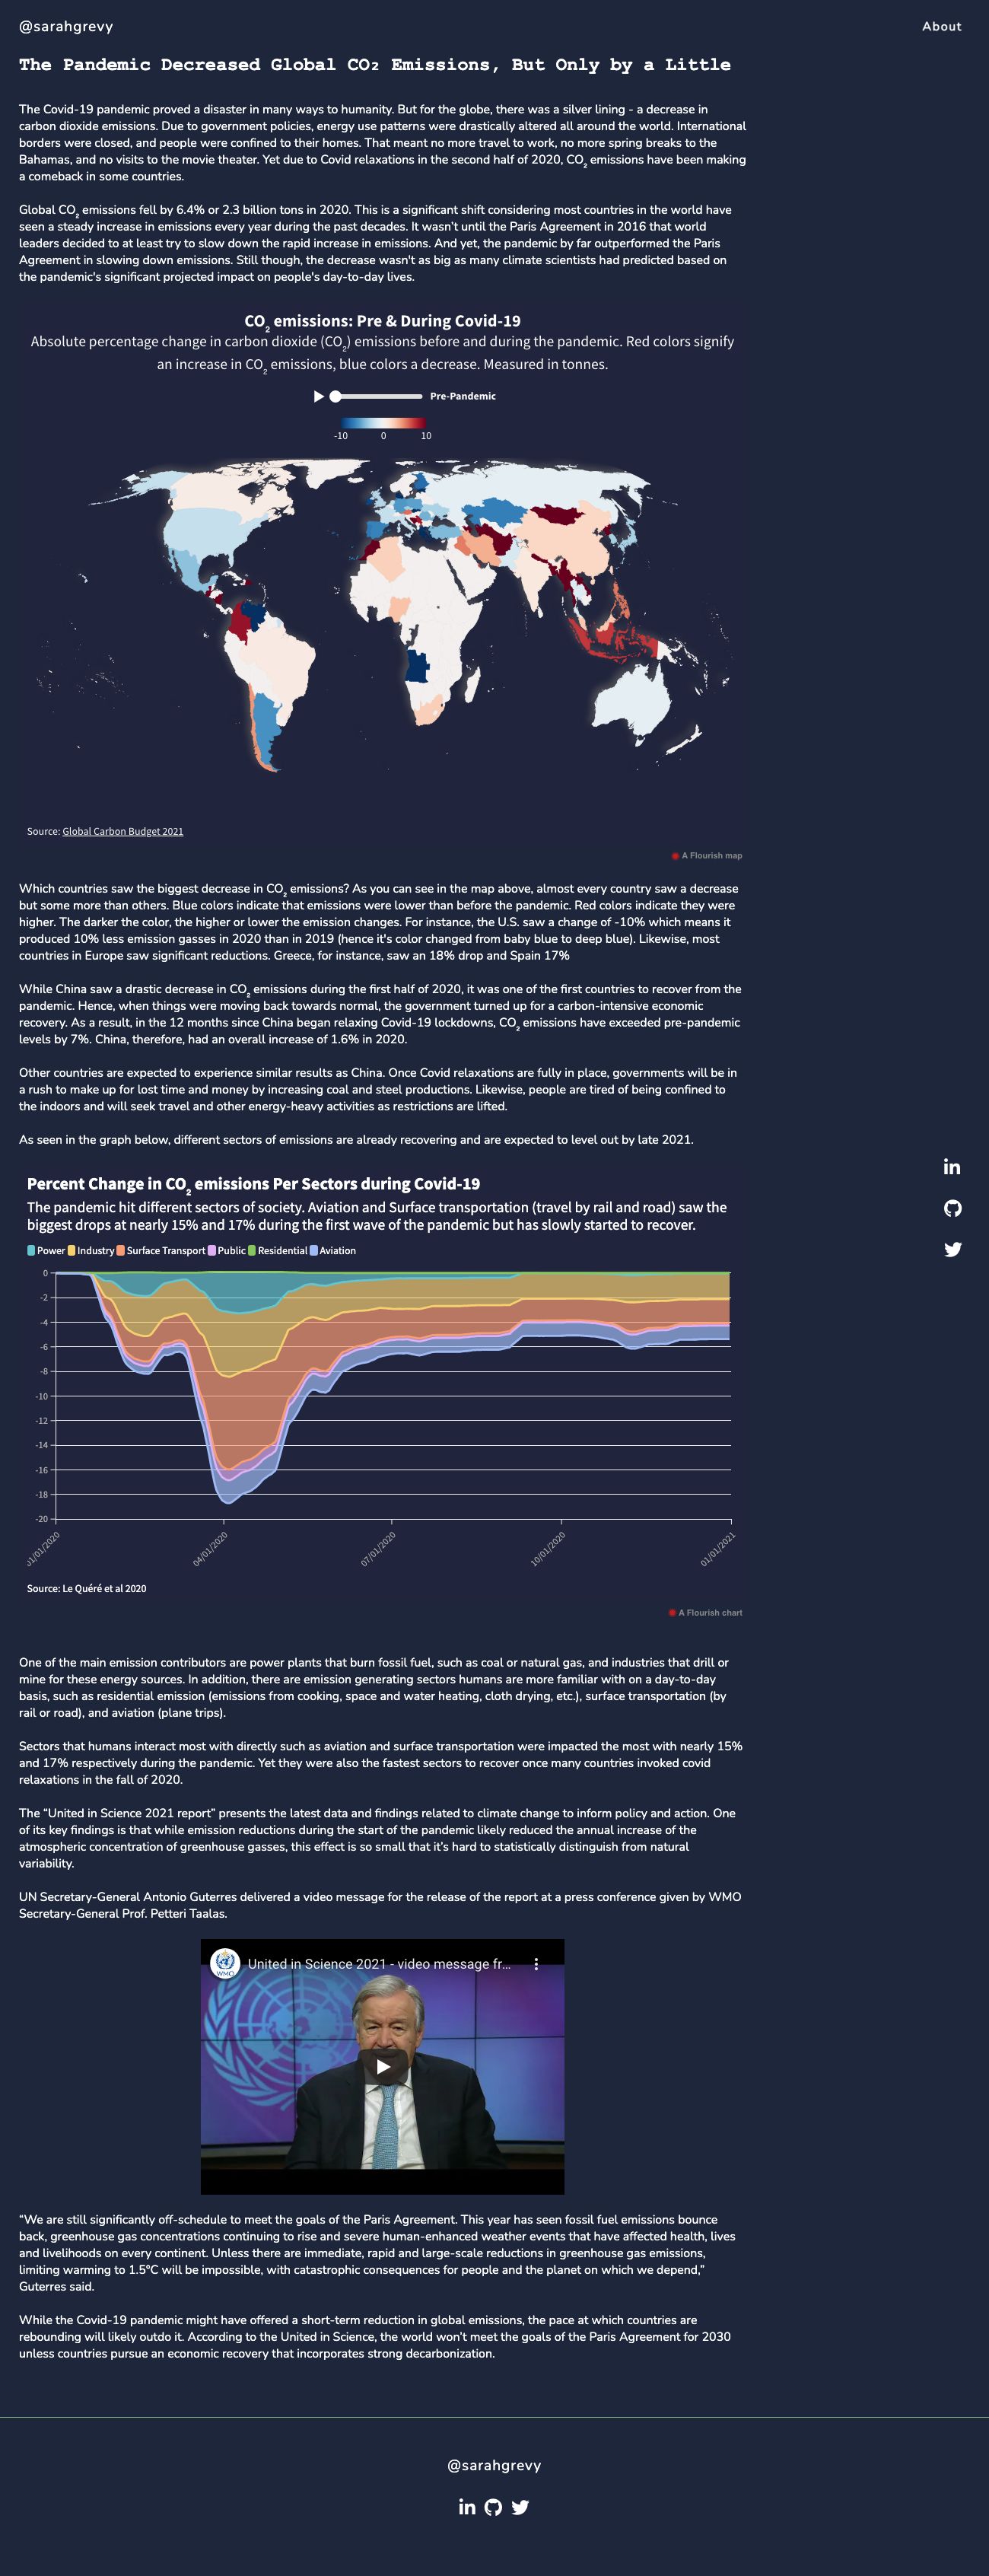 @sarahgrevy
About
The Pandemic Decreased Global CO₂ Emissions, But Only by a Little
The Covid-19 pandemic proved a disaster in many ways to humanity. But for the globe, there was a silver lining - a decrease in
carbon dioxide emissions. Due to government policies, energy use patterns were drastically altered all around the world. International
borders were closed, and people were confined to their homes. That meant no more travel to work, no more spring breaks to the
Bahamas, and no visits to the movie theater. Yet due to Covid relaxations in the second half of 2020, CO₂ emissions have been making
a comeback in some countries.
Global CO₂ emissions fell by 6.4% or 2.3 billion tons in 2020. This is a significant shift considering most countries in the world have
seen a steady increase in emissions every year during the past decades. It wasn't until the Paris Agreement in 2016 that world
leaders decided to at least try to slow down the rapid increase in emissions. And yet, the pandemic by far outperformed the Paris
Agreement in slowing down emissions. Still though, the decrease wasn't as big as many climate scientists had predicted based on
the pandemic's significant projected impact on people's day-to-day lives.
CO₂ emissions: Pre & During Covid-19
Absolute percentage change in carbon dioxide (CO₂) emissions before and during the pandemic. Red colors signify
an increase in CO₂ emissions, blue colors a decrease. Measured in tonnes.
Pre-Pandemic
-10 0 10
Source: Global Carbon Budget 2021
A Flourish map
Which countries saw the biggest decrease in CO₂ emissions? As you can see in the map above, almost every country saw a decrease
but some more than others. Blue colors indicate that emissions were lower than before the pandemic. Red colors indicate they were
higher. The darker the color, the higher or lower the emission changes. For instance, the U.S. saw a change of -10% which means it
produced 10% less emission gasses in 2020 than in 2019 (hence it's color changed from baby blue to deep blue). Likewise, most
countries in Europe saw significant reductions. Greece, for instance, saw an 18% drop and Spain 17%
While China saw a drastic decrease in CO₂ emissions during the first half of 2020, it was one of the first countries to recover from the
pandemic. Hence, when things were moving back towards normal, the government turned up for a carbon-intensive economic
recovery. As a result, in the 12 months since China began relaxing Covid-19 lockdowns, CO₂ emissions have exceeded pre-pandemic
levels by 7%. China, therefore, had an overall increase of 1.6% in 2020.
Other countries are expected to experience similar results as China. Once Covid relaxations are fully in place, governments will be in
a rush to make up for lost time and money by increasing coal and steel productions. Likewise, people are tired of being confined to
the indoors and will seek travel and other energy-heavy activities as restrictions are lifted.
As seen in the graph below, different sectors of emissions are already recovering and are expected to level out by late 2021.
Percent Change in CO₂ emissions Per Sectors during Covid-19
The pandemic hit different sectors of society. Aviation and Surface transportation (travel by rail and road) saw the
biggest drops at nearly 15% and 17% during the first wave of the pandemic but has slowly started to recover.
Power Industry Surface Transport Public Residential Aviation
0
-2
-4
-6
-8
-10
-12
-14
-16
-18
-20
01/01/2020 04/01/2020 07/01/2020 10/01/2020 01/01/2021
Source: Le Quéré et al 2020
A Flourish chart
One of the main emission contributors are power plants that burn fossil fuel, such as coal or natural gas, and industries that drill or
mine for these energy sources. In addition, there are emission generating sectors humans are more familiar with on a day-to-day
basis, such as residential emission (emissions from cooking, space and water heating, cloth drying, etc.), surface transportation (by
rail or road), and aviation (plane trips).
Sectors that humans interact most with directly such as aviation and surface transportation were impacted the most with nearly 15%
and 17% respectively during the pandemic. Yet they were also the fastest sectors to recover once many countries invoked covid
relaxations in the fall of 2020.
The “United in Science 2021 report” presents the latest data and findings related to climate change to inform policy and action. One
of its key findings is that while emission reductions during the start of the pandemic likely reduced the annual increase of the
atmospheric concentration of greenhouse gasses, this effect is so small that it’s hard to statistically distinguish from natural
variability.
UN Secretary-General Antonio Guterres delivered a video message for the release of the report at a press conference given by WMO
Secretary-General Prof. Petteri Taalas.
WMO
United in Science 2021 - video message fr...
“We are still significantly off-schedule to meet the goals of the Paris Agreement. This year has seen fossil fuel emissions bounce
back, greenhouse gas concentrations continuing to rise and severe human-enhanced weather events that have affected health, lives
and livelihoods on every continent. Unless there are immediate, rapid and large-scale reductions in greenhouse gas emissions,
limiting warming to 1.5°C will be impossible, with catastrophic consequences for people and the planet on which we depend,”
Guterres said.
While the Covid-19 pandemic might have offered a short-term reduction in global emissions, the pace at which countries are
rebounding will likely outdo it. According to the United in Science, the world won’t meet the goals of the Paris Agreement for 2030
unless countries pursue an economic recovery that incorporates strong decarbonization.
@sarahgrevy